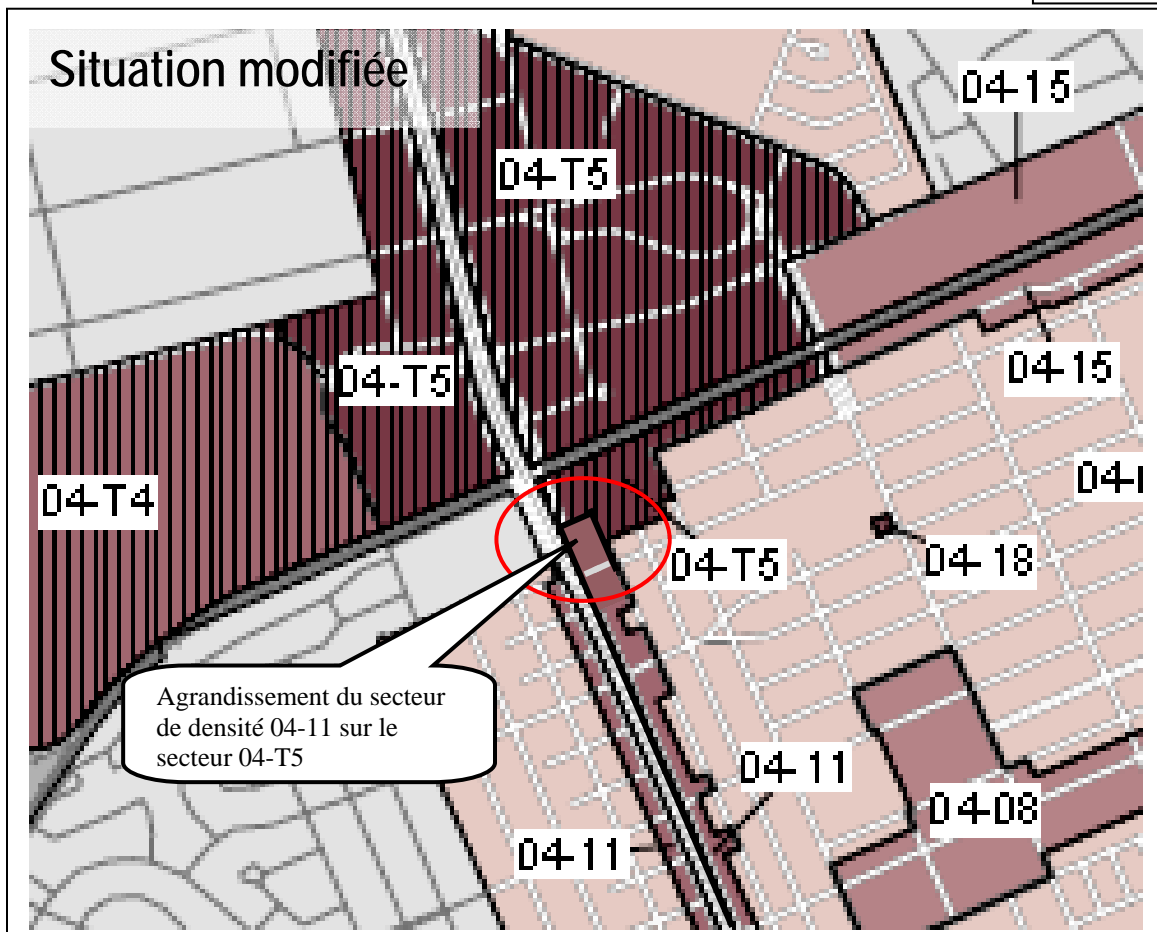 Situation modifiée
04-15
04-T5
04-15
04-T5
04-T4
04-
04-T5
04-18
Agrandissement du secteur
de densité 04-11 sur le
secteur 04-T5
04-11
04-08
04-11